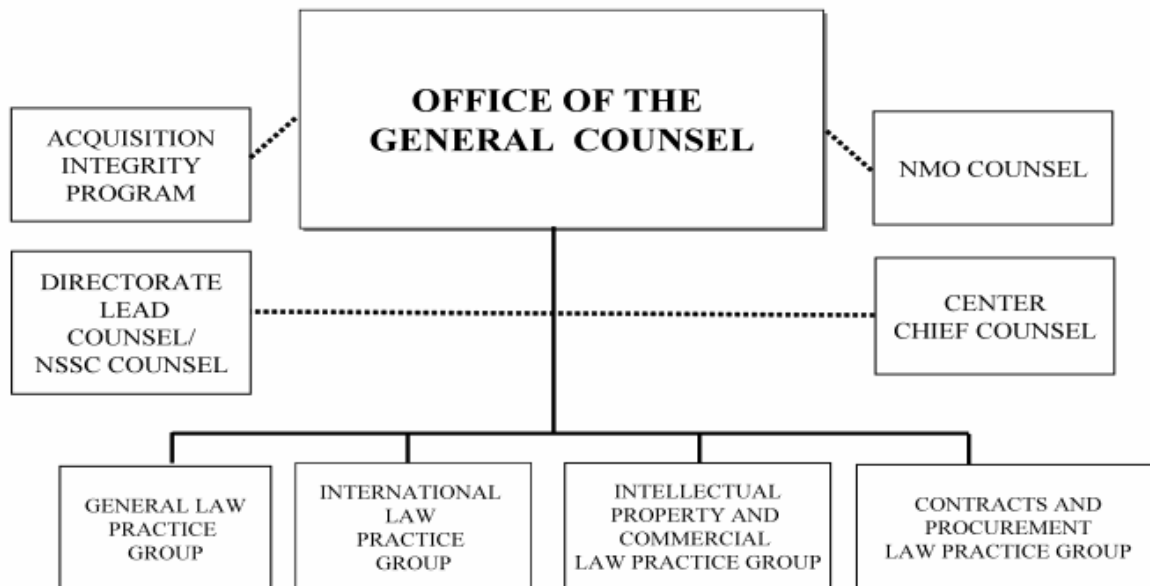 OFFICE OF THE
GENERAL COUNSEL
ACQUISITION
INTEGRITY
PROGRAM
NMO COUNSEL
DIRECTORATE
LEAD
COUNSEL/
NSSC COUNSEL
CENTER
CHIEF COUNSEL
GENERAL LAW
PRACTICE
GROUP
INTERNATIONAL
LAW
PRACTICE
GROUP
INTELLECTUAL
PROPERTY AND
COMMERCIAL
LAW PRACTICE GROUP
CONTRACTS AND
PROCUREMENT
LAW PRACTICE GROUP